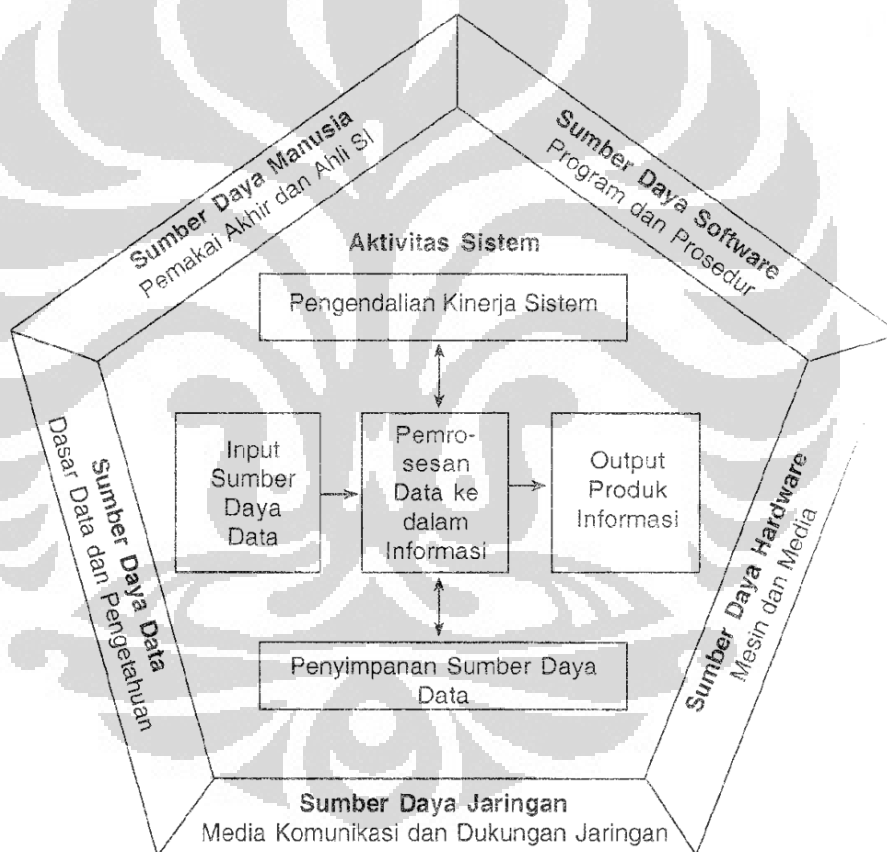 Sumber Daya Manusia
Pemakai Akhir dan Ahli SI
Sumber Daya Software
Program dan Prosedur
Aktivitas Sistem
Pengendalian Kinerja Sistem
Input
Sumber
Daya
Data
Pemro-
sesan
Data ke
dalam
Informasi
Output
Produk
Informasi
Penyimpanan Sumber Daya
Data
Sumber Daya Data
Dasar Data dan Pengetahuan
Sumber Daya Hardware
Mesin dan Media
Sumber Daya Jaringan
Media Komunikasi dan Dukungan Jaringan